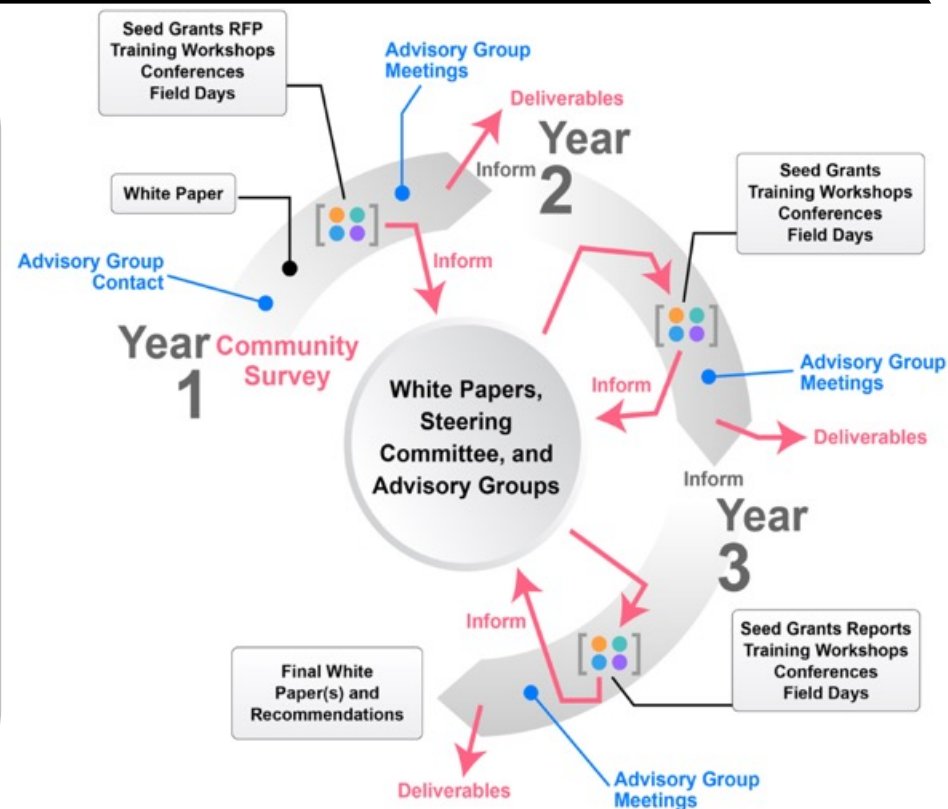 Seed Grants RFP
Training Workshops
Conferences
Field Days
Advisory Group
Meetings
Deliverables
White Paper
Inform
Year
2
Seed Grants
Training Workshops
Conferences
Field Days
Advisory Group
Contact
Inform
Year
1
Community
Survey
White Papers,
Steering
Committee, and
Advisory Groups
Inform
Advisory Group
Meetings
Deliverables
Inform
Year
3
Inform
Seed Grants Reports
Training Workshops
Conferences
Field Days
Final White
Paper(s) and
Recommendations
Deliverables
Advisory Group
Meetings